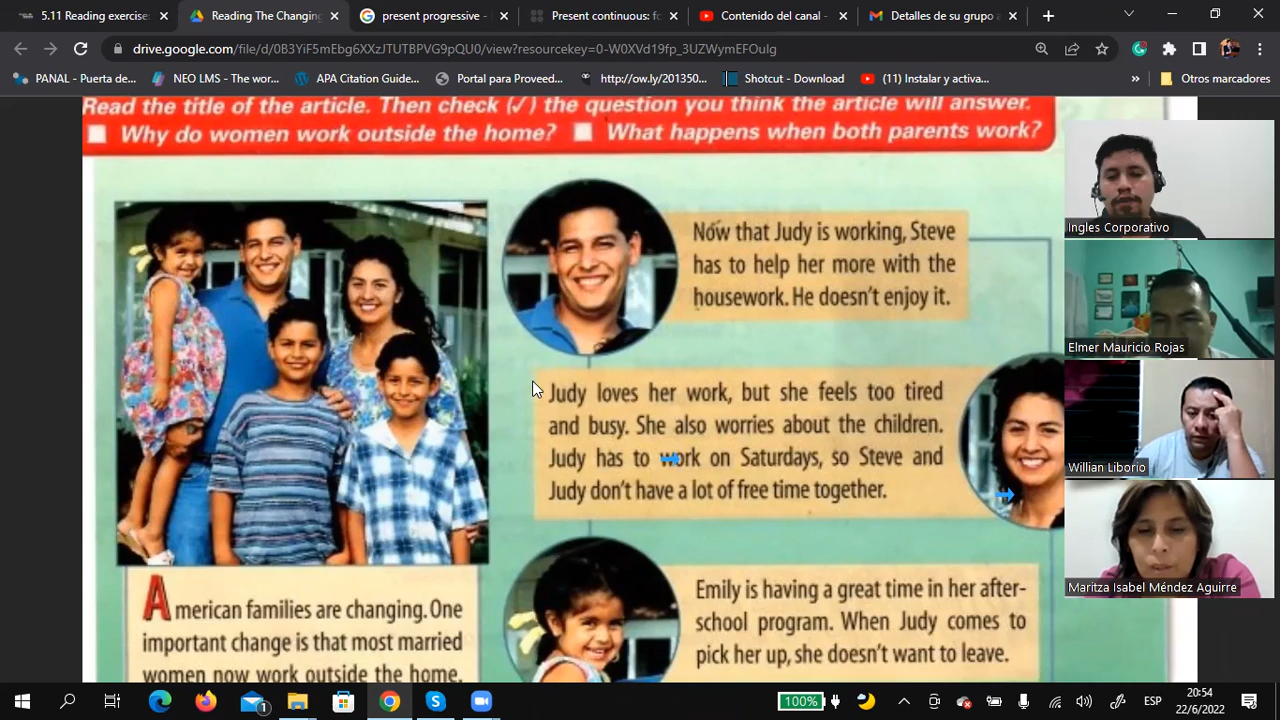 5.11 Reading exercise:
Reading The Changing
present progressive -
Present continuous: fo
Contenido del canal -
Detalles de su grupo a
drive.google.com/file/d/0B3YiF5mEbg6XXzJTUTBPVG9pQU0/view?resourcekey=0-W0XVd19fp_3UZWymEFOulg
PANAL - Puerta de...
NEO LMS - The wor...
APA Citation Guide...
Portal para Proveed...
http://ow.ly/201350...
Shotcut - Download
(11) Instalar y activa...
»
Otros marcadores
Read the title of the article. Then check (✓) the question you think the article will answer.
Why do women work outside the home?
What happens when both parents work?
Now that Judy is working, Steve
has to help her more with the
housework. He doesn't enjoy it.
Judy loves her work, but she feels too tired
and busy. She also worries about the children.
Judy has to work on Saturdays, so Steve and
Judy don't have a lot of free time together.
American families are changing. One
important change is that most married
women now work outside the home.
Emily is having a great time in her after-
school program. When Judy comes to
pick her up, she doesn't want to leave.
Ingles Corporativo
Elmer Mauricio Rojas
Willian Liborio
Maritza Isabel Méndez Aguirre
1
100%
ESP
20:54
22/6/2022